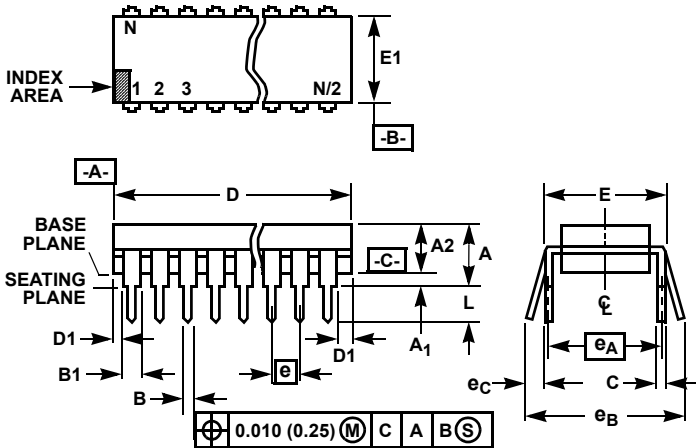 N
INDEX
AREA
1 2 3 N/2
E1
-B-
-A-
D
E
BASE
PLANE
A2
A
-C-
SEATING
PLANE
L
C̲L
D1
D1
A1
eA
B1
e
eC
C
B
eB
⌖ 0.010 (0.25) Ⓜ C A B Ⓢ